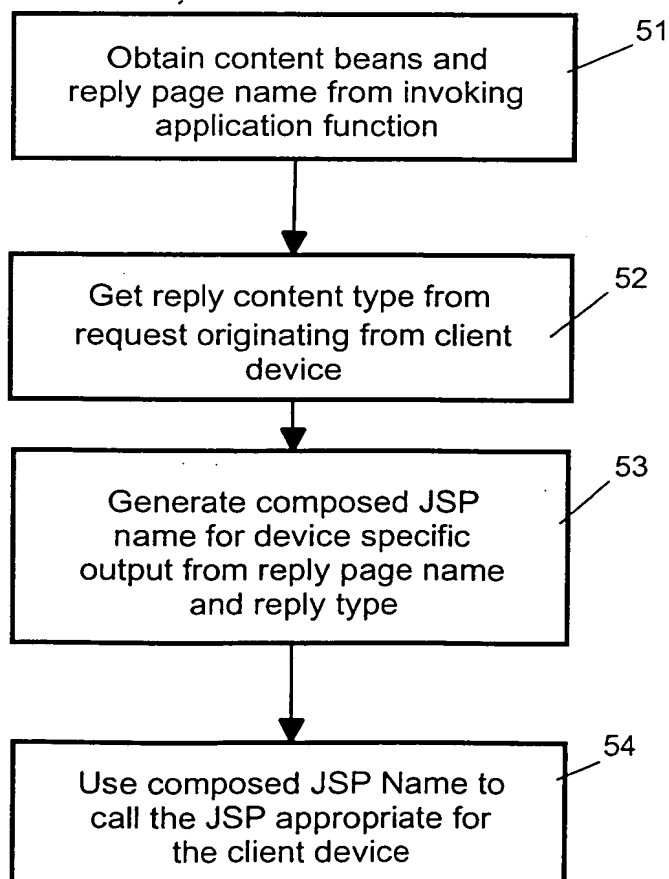 51
Obtain content beans and
reply page name from invoking
application function
52
Get reply content type from
request originating from client
device
53
Generate composed JSP
name for device specific
output from reply page name
and reply type
54
Use composed JSP Name to
call the JSP appropriate for
the client device